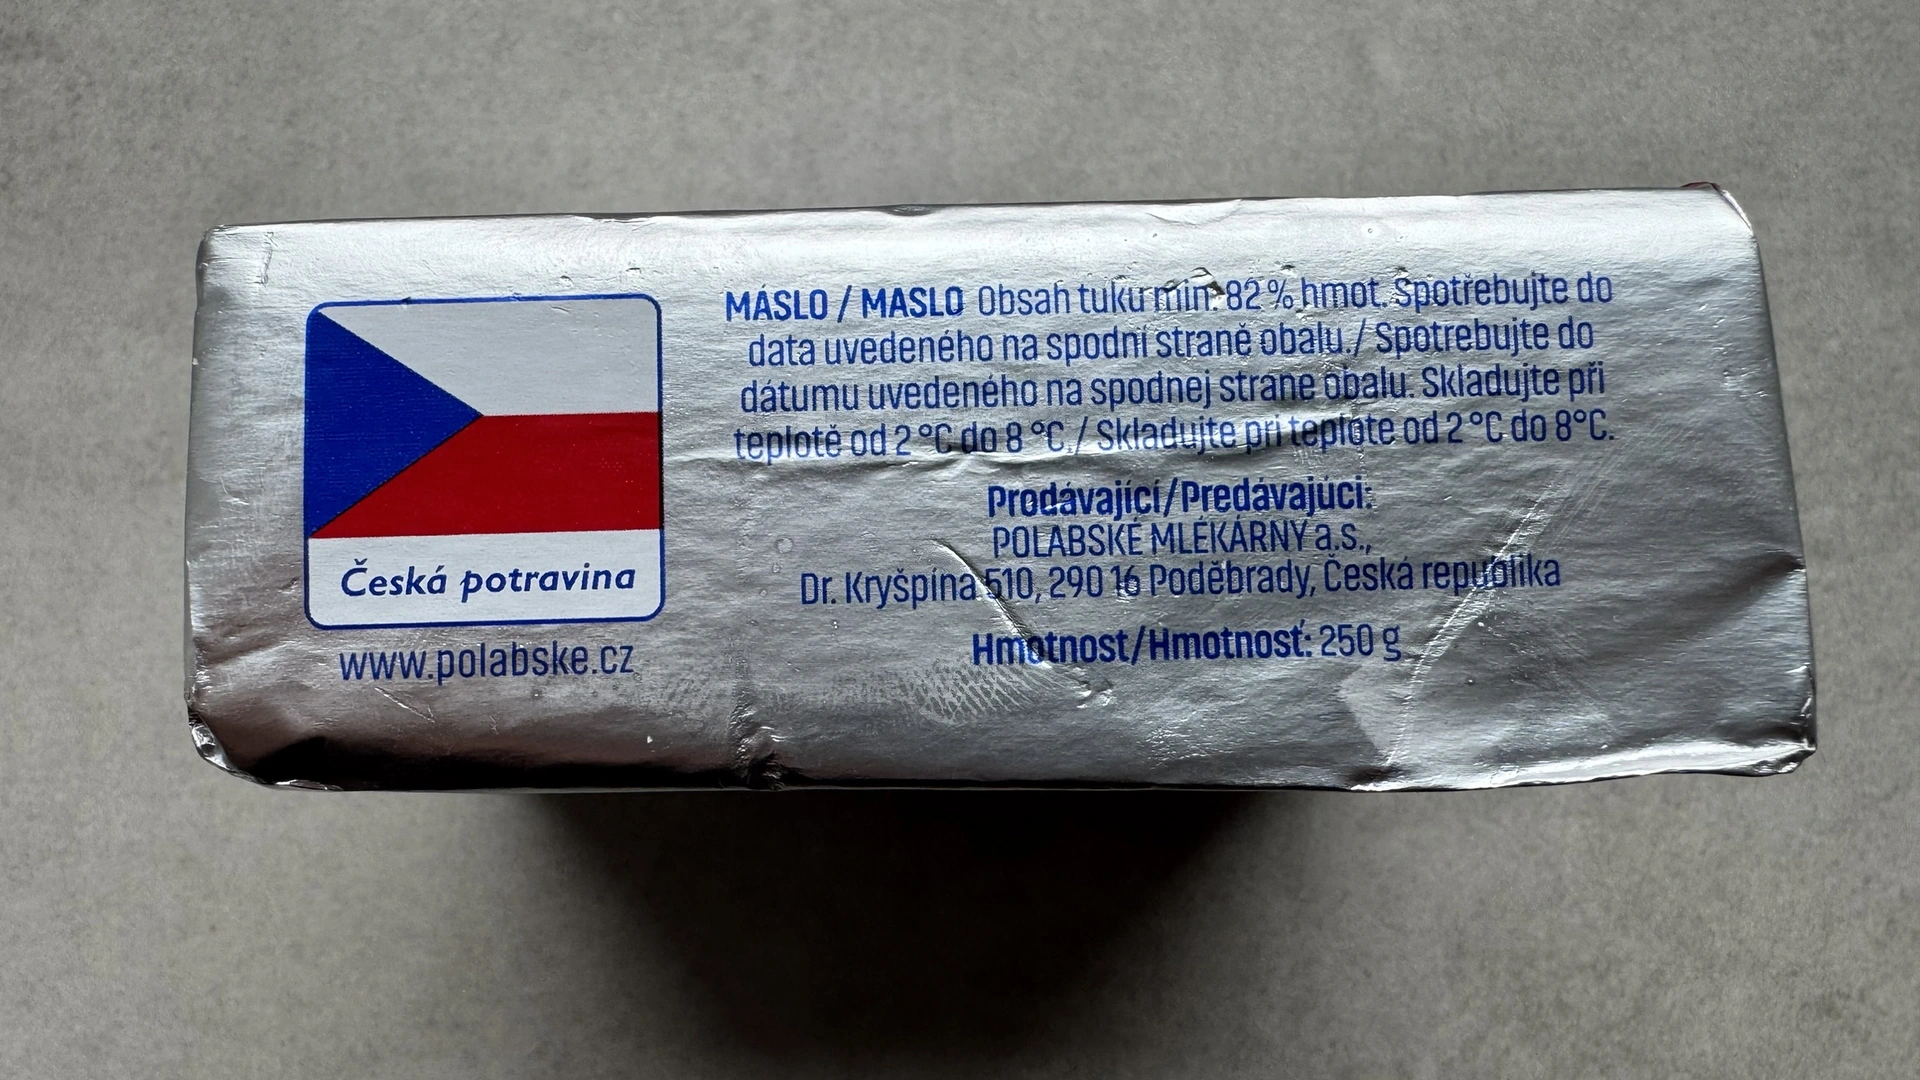 Česká potravina
www.polabske.cz
MÁSLO / MASLO Obsah tuku min. 82 % hmot. Spotřebujte do
data uvedeného na spodní straně obalu./ Spotrebujte do
dátumu uvedeného na spodnej strane obalu. Skladujte při
teplotě od 2 °C do 8 °C./ Skladujte pri teplote od 2 °C do 8°C.
Prodávající/Predávajúci:
POLABSKÉ MLÉKÁRNY a.s.,
Dr. Kryšpína 510, 290 16 Poděbrady, Česká republika
Hmotnost/Hmotnosť: 250 g